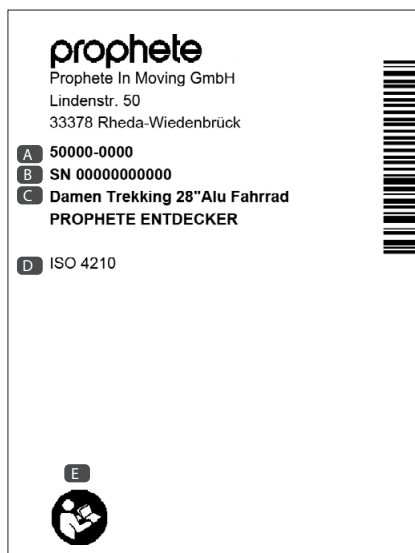 prophete
Prophete In Moving GmbH
Lindenstr. 50
33378 Rheda-Wiedenbrück
A 50000-0000
B SN 00000000000
C Damen Trekking 28"Alu Fahrrad
PROPHETE ENTDECKER
D ISO 4210
E